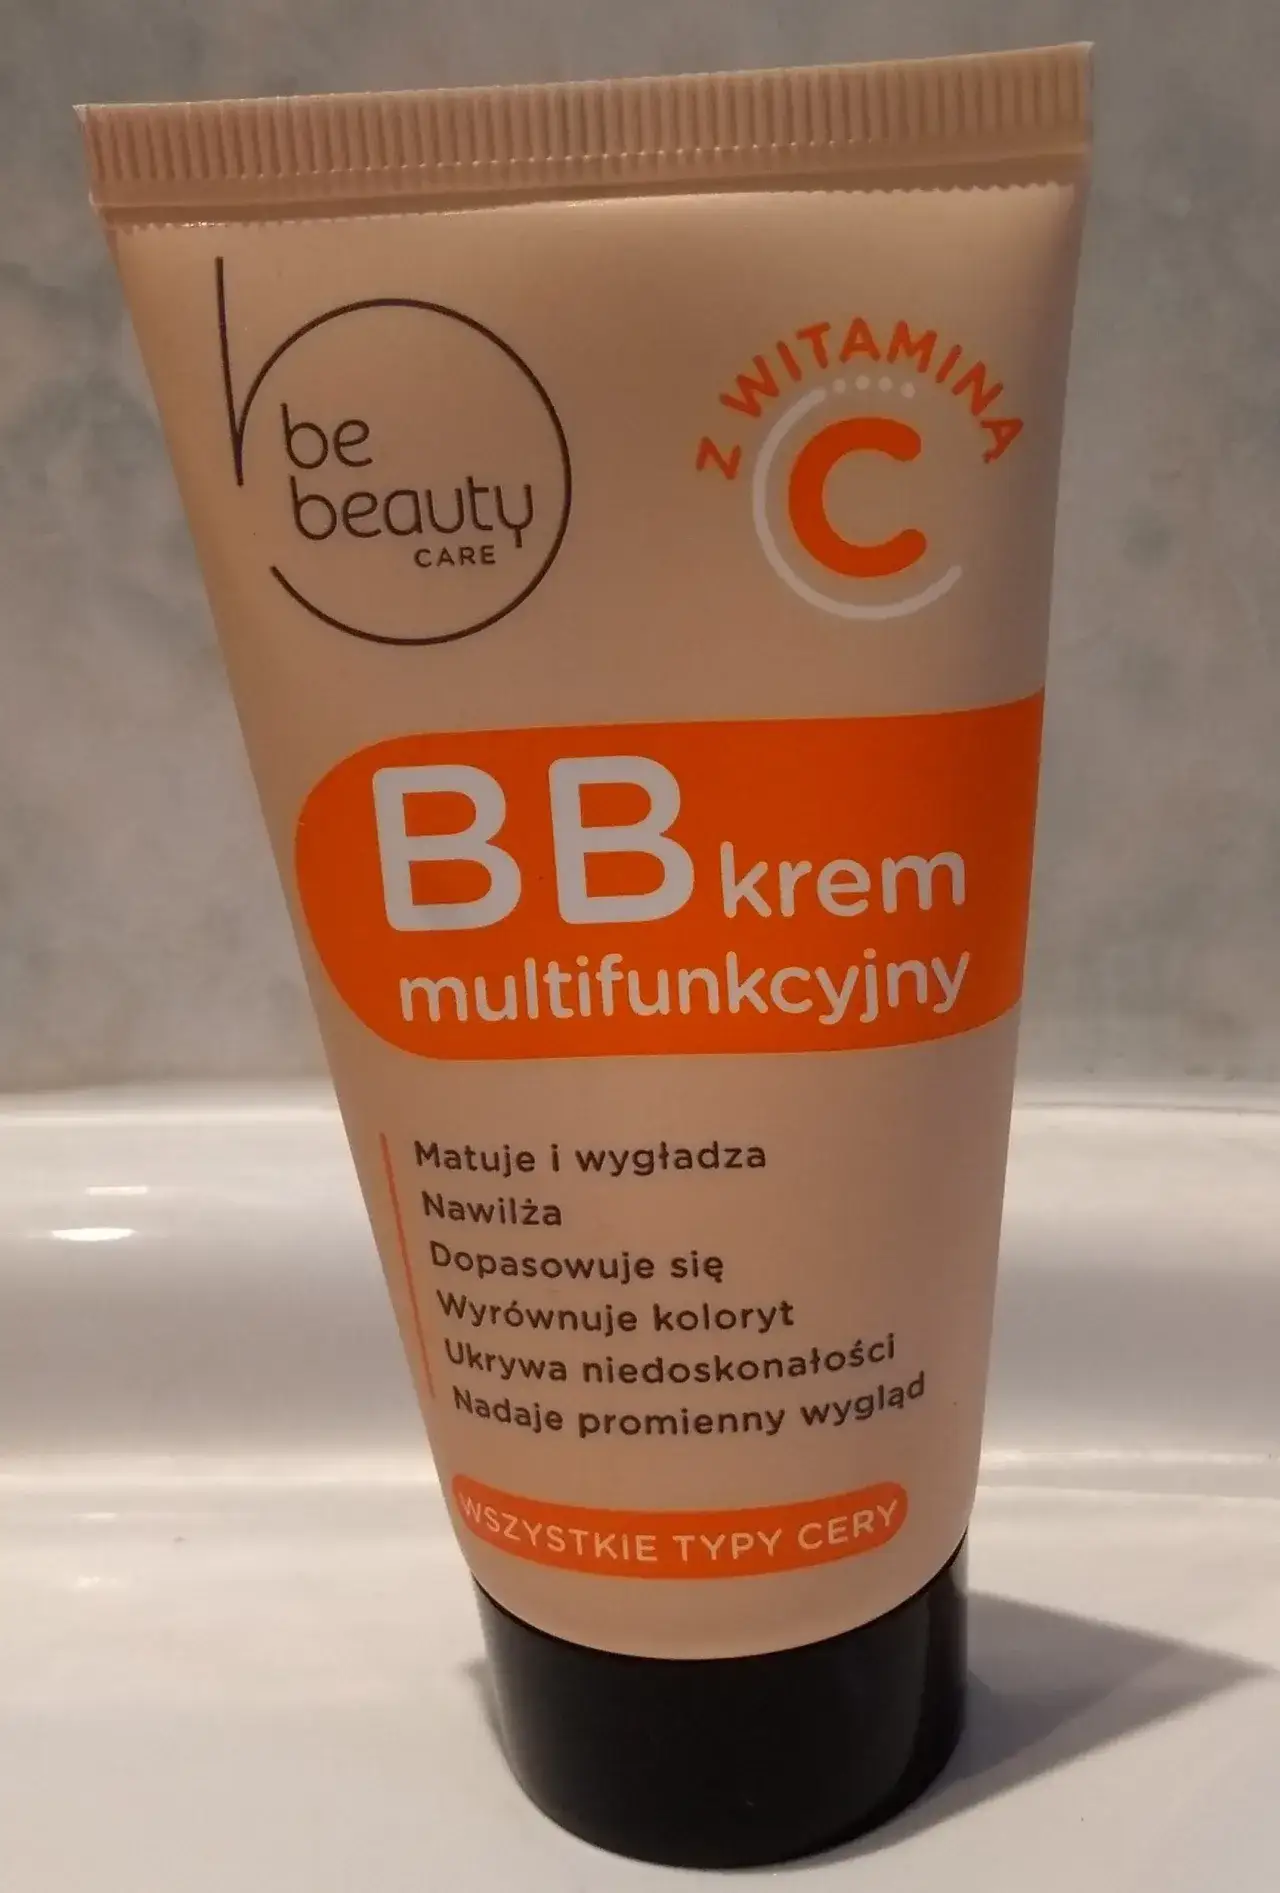 be
beauty
CARE
Z WITAMINĄ
C
BB krem
multifunkcyjny
Matuje i wygładza
Nawilża
Dopasowuje się
Wyrównuje koloryt
Ukrywa niedoskonałości
Nadaje promienny wygląd
WSZYSTKIE TYPY CERY